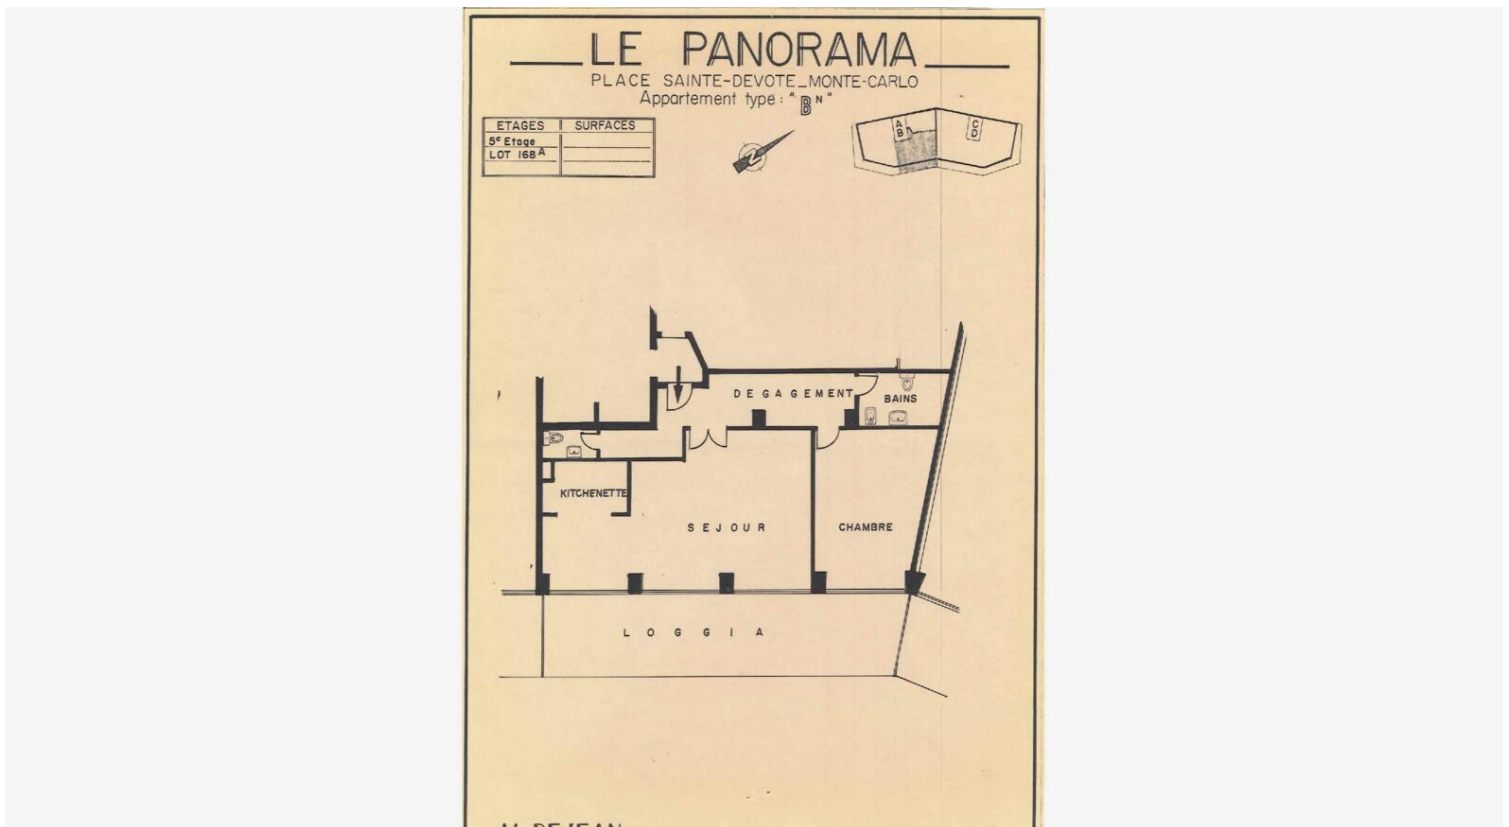 LE PANORAMA
PLACE SAINTE-DEVOTE_MONTE-CARLO
Appartement type : "BN"
ETAGES SURFACES
5e Etage
LOT 168A
N
A
B
C
D
DEGAGEMENT
BAINS
KITCHENETTE
SEJOUR
CHAMBRE
LOGGIA